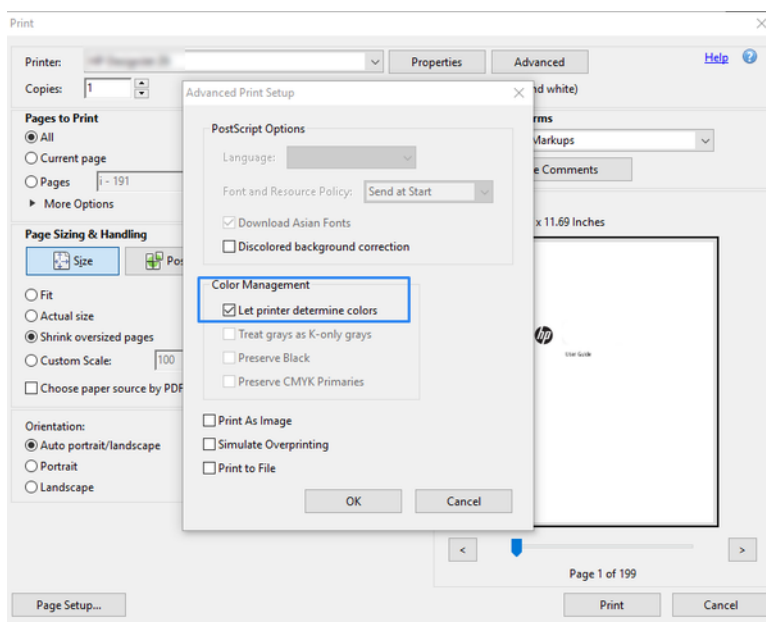 Print
Printer: Properties Advanced Help
Copies: 1 nd white)
Pages to Print
All
Current page
Pages i - 191
More Options
Page Sizing & Handling
Size Pos
Fit
Actual size
Shrink oversized pages
Custom Scale: 100
Choose paper source by PDF
Orientation:
Auto portrait/landscape
Portrait
Landscape
Advanced Print Setup
PostScript Options
Language:
Font and Resource Policy: Send at Start
Download Asian Fonts
Discolored background correction
Color Management
Let printer determine colors
Treat grays as K-only grays
Preserve Black
Preserve CMYK Primaries
Print As Image
Simulate Overprinting
Print to File
OK Cancel
rms
Markups
e Comments
x 11.69 Inches
hp
User Guide
< >
Page 1 of 199
Page Setup... Print Cancel